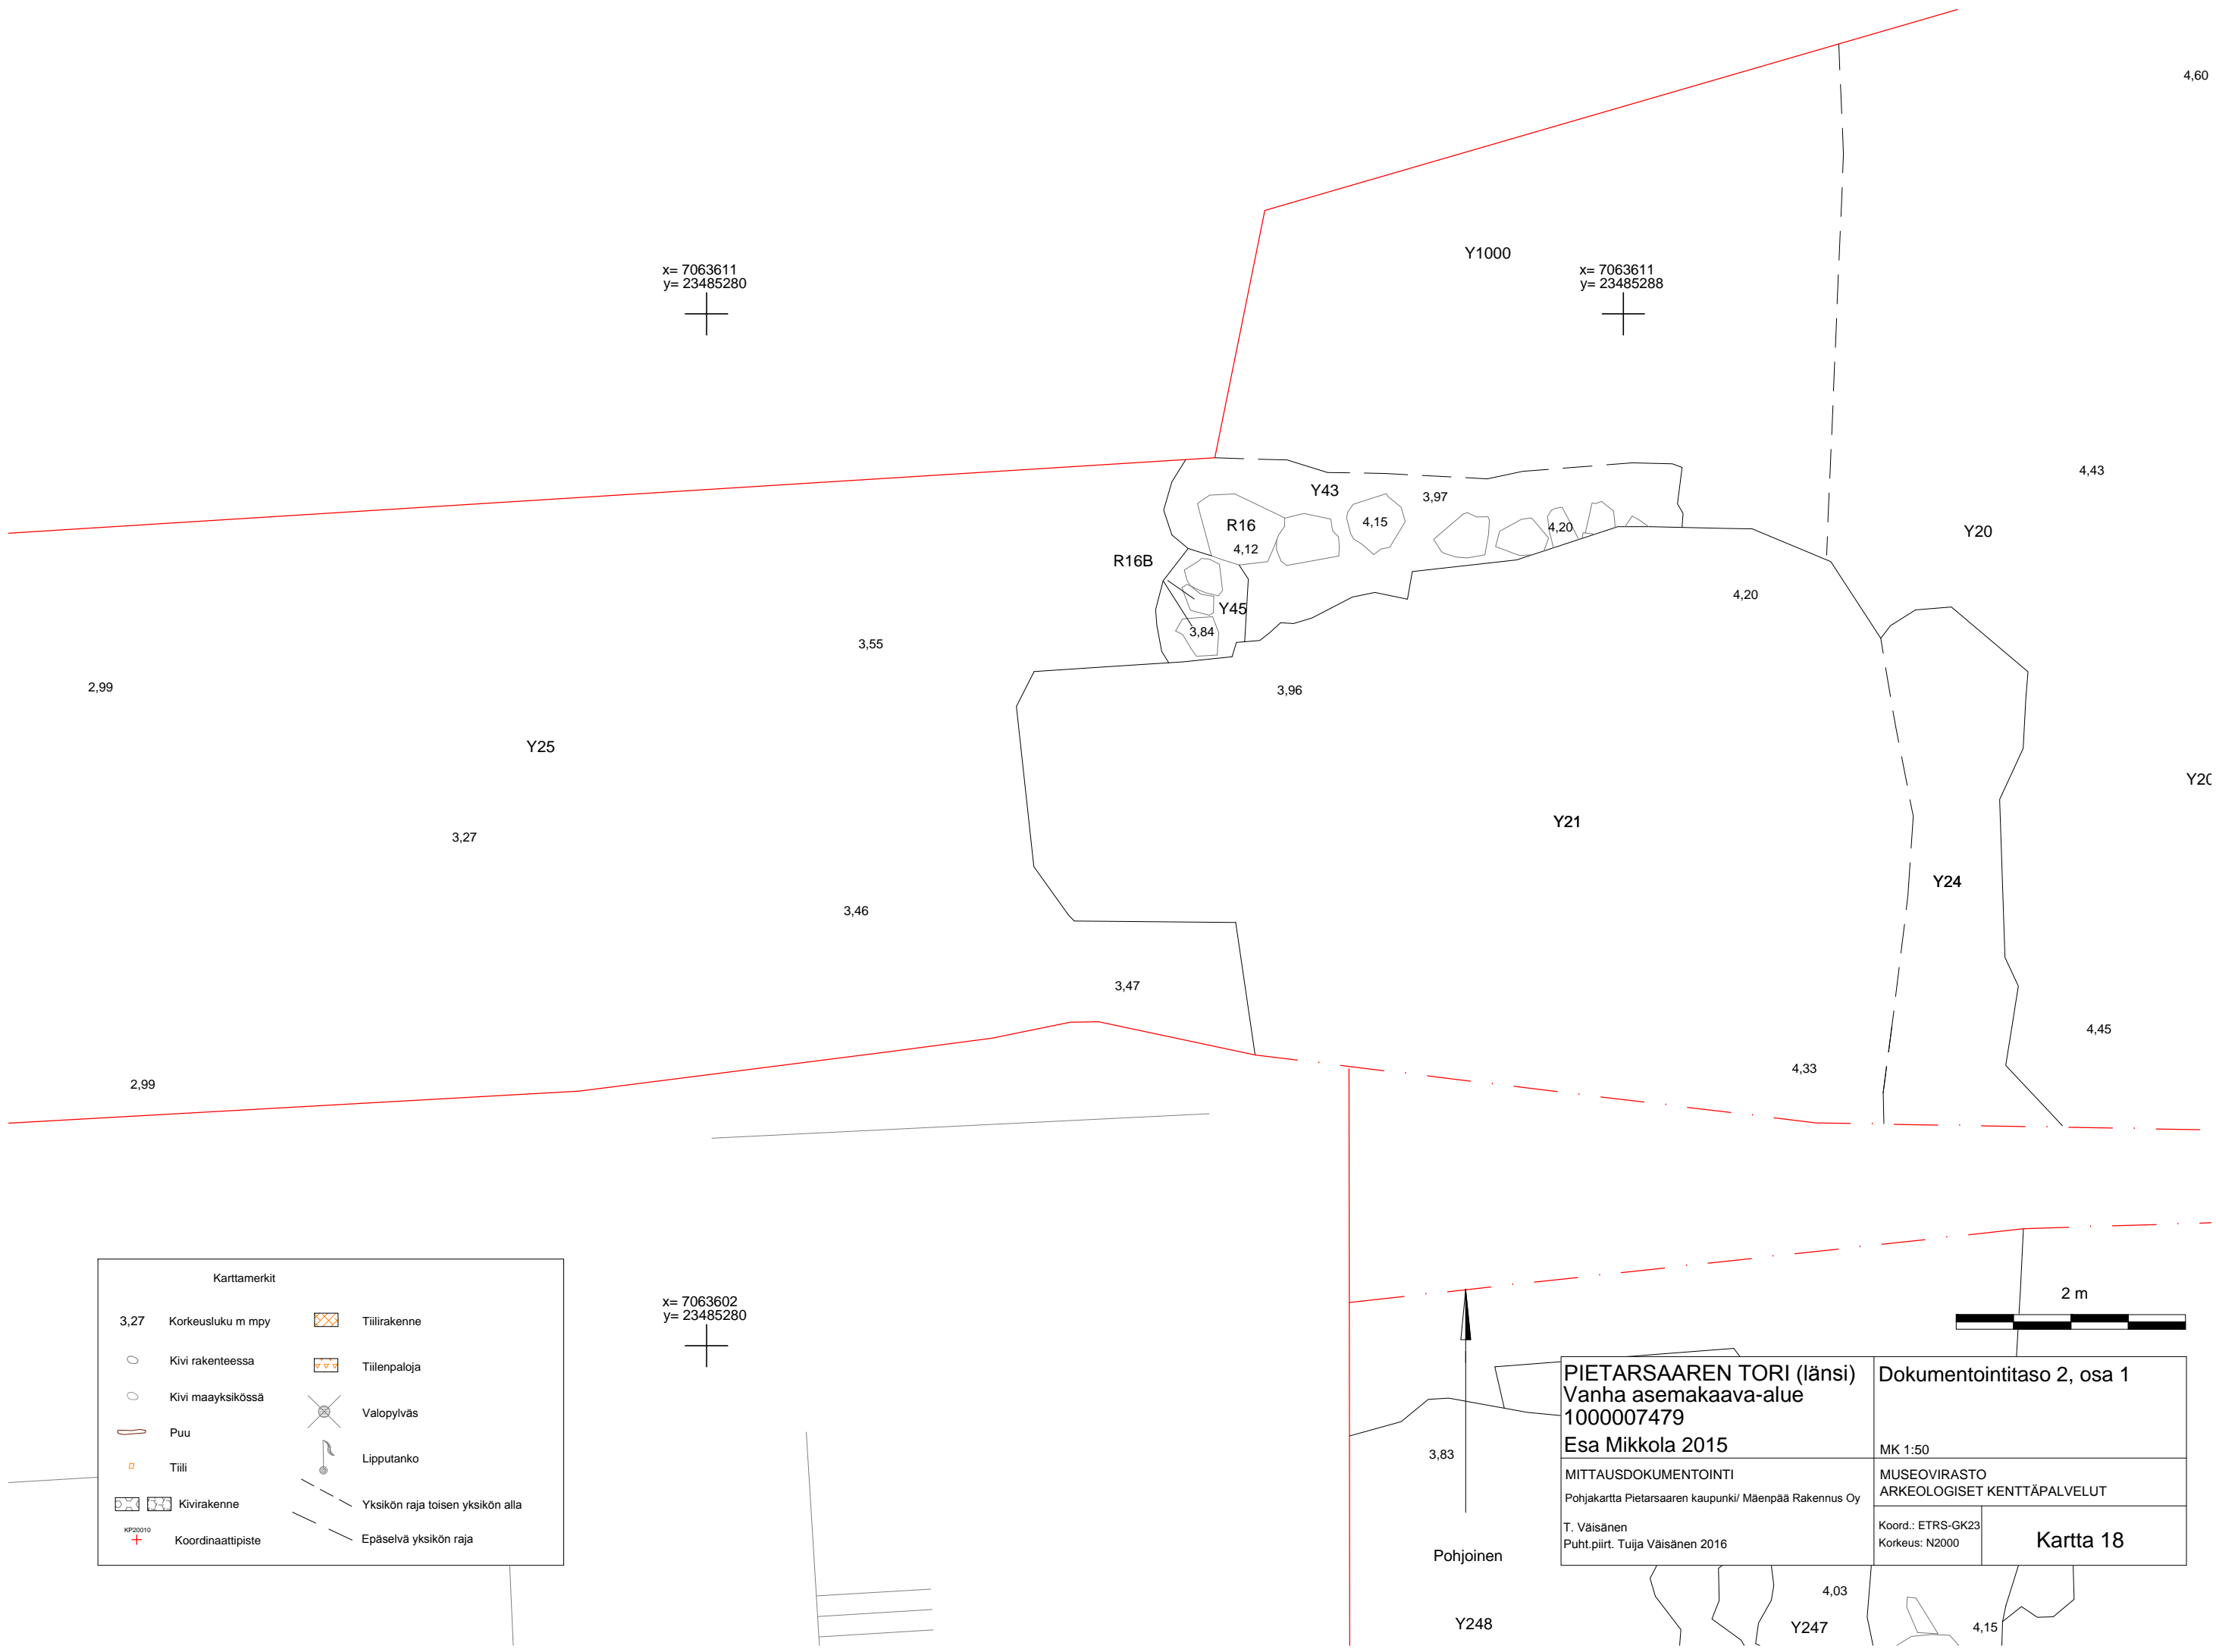 4,60
Y1000
x= 7063611
y= 23485280
x= 7063611
y= 23485288
4,43
Y43
3,97
R16
4,15
4,20
4,12
Y20
R16B
4,20
Y45
3,84
3,55
2,99
3,96
Y25
Y20
Y21
3,27
Y24
3,46
3,47
4,45
4,33
2,99
Karttamerkit
3,27 Korkeusluku m mpy
Kivi rakenteessa
Kivi maayksikössä
Puu
Tiili
Kivirakenne
KP20010
Koordinaattipiste
Tiilirakenne
Tiilenpaloja
Valopylväs
Lipputanko
Yksikön raja toisen yksikön alla
Epäselvä yksikön raja
x= 7063602
y= 23485280
2 m
PIETARSAAREN TORI (länsi)
Vanha asemakaava-alue
1000007479
Esa Mikkola 2015
Dokumentointitaso 2, osa 1
MK 1:50
MITTAUSDOKUMENTOINTI
Pohjakartta Pietarsaaren kaupunki/ Mäenpää Rakennus Oy
T. Väisänen
Puht.piirt. Tuija Väisänen 2016
MUSEOVIRASTO
ARKEOLOGISET KENTTÄPALVELUT
Koord.: ETRS-GK23
Korkeus: N2000
Kartta 18
3,83
Pohjoinen
4,03
Y248
Y247
4,15